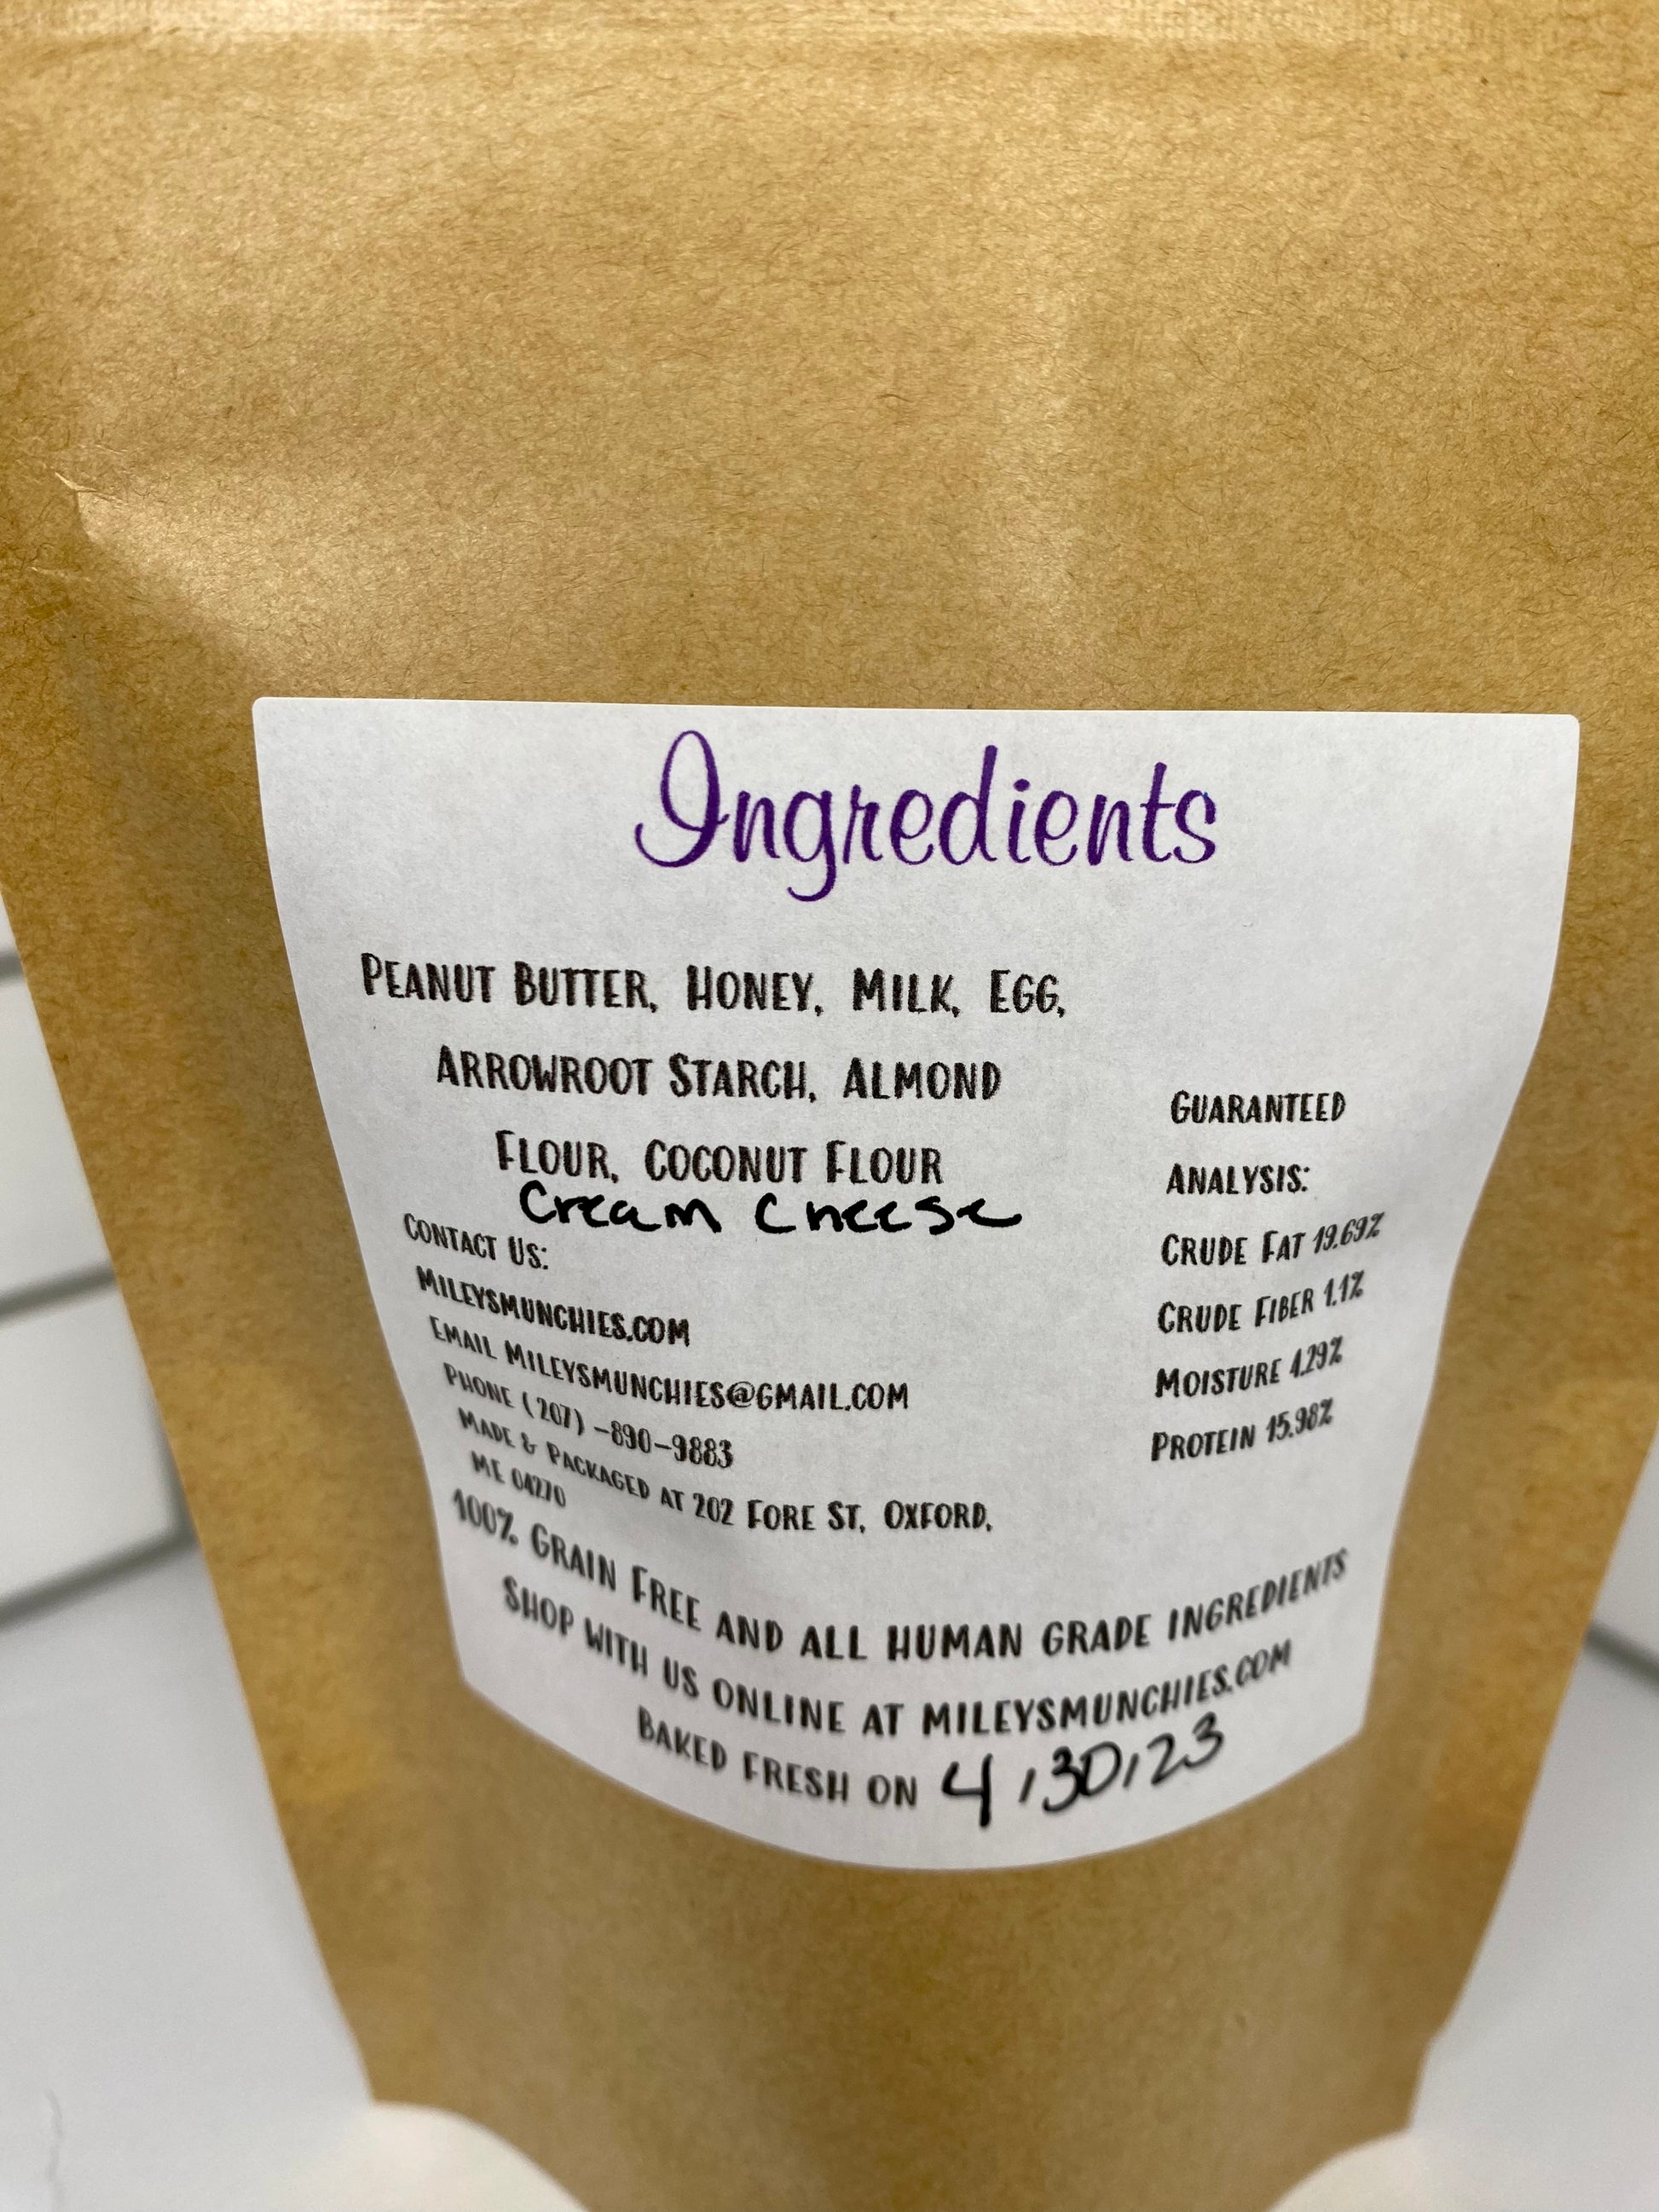 Ingredients
PEANUT BUTTER, HONEY, MILK, EGG,
ARROWROOT STARCH, ALMOND
FLOUR, COCONUT FLOUR
Cream Cheese
CONTACT US:
MILEYSMUNCHIES.COM
EMAIL MILEYSMUNCHIES@GMAIL.COM
PHONE (207) -890-9883
MADE & PACKAGED AT 202 FORE ST, OXFORD,
ME 04270
GUARANTEED
ANALYSIS:
CRUDE FAT 19.69%
CRUDE FIBER 1.1%
MOISTURE 4.29%
PROTEIN 15.98%
100% GRAIN FREE AND ALL HUMAN GRADE INGREDIENTS
SHOP WITH US ONLINE AT MILEYSMUNCHIES.COM
BAKED FRESH ON 4/30/23